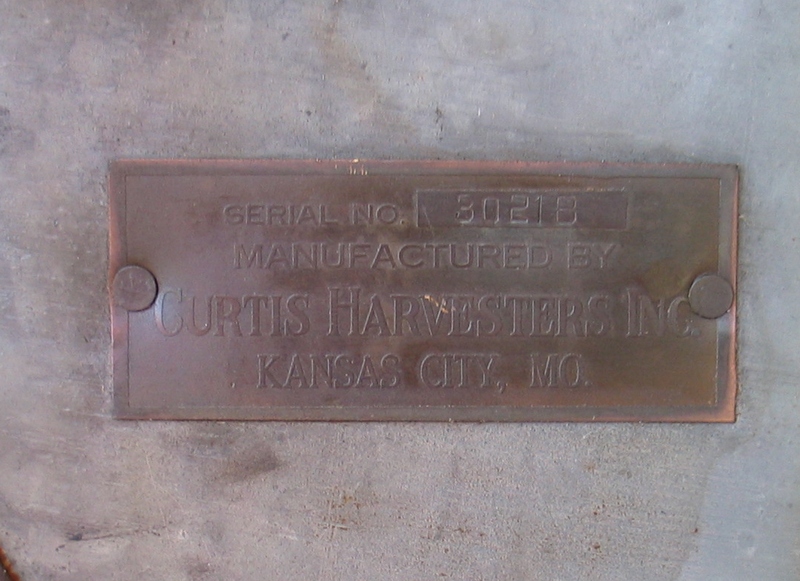 SERIAL NO. 30218
MANUFACTURED BY
CURTIS HARVESTERS INC.
KANSAS CITY, MO.